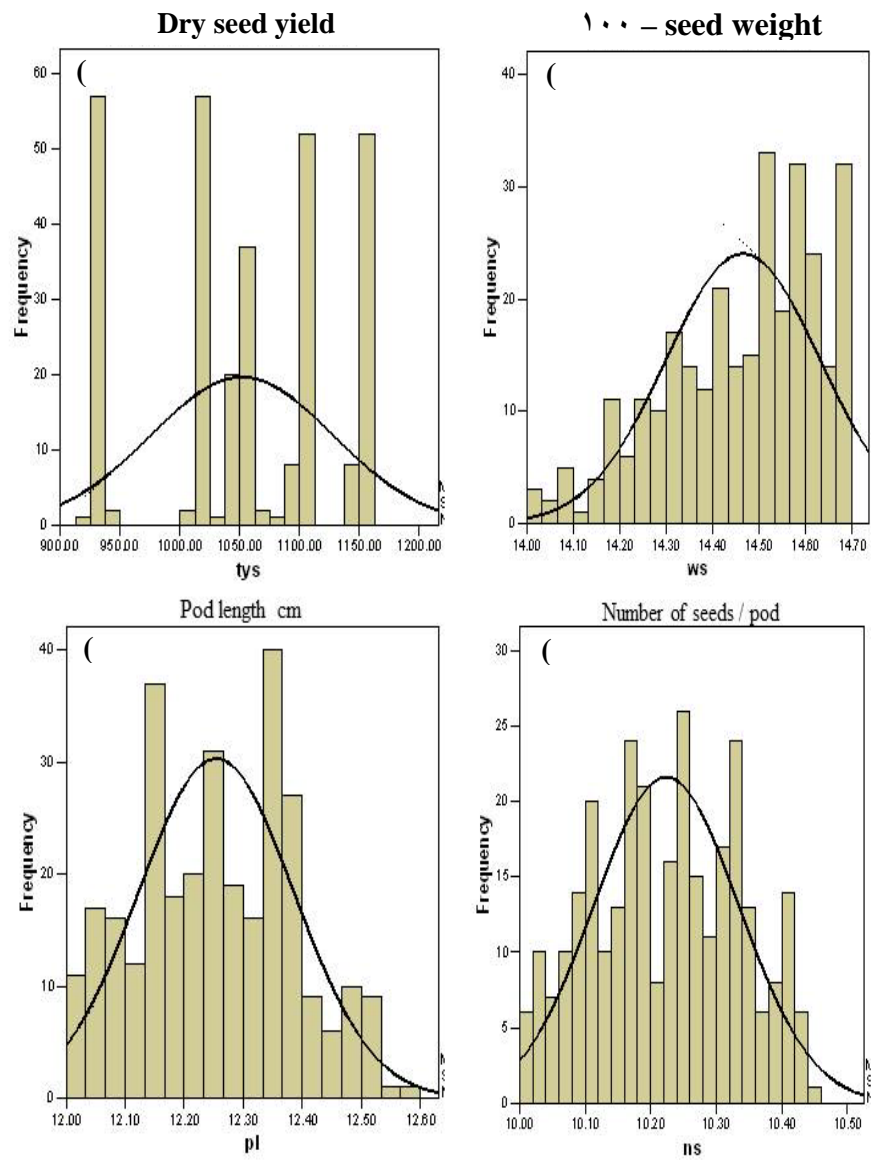 Dry seed yield
١٠٠ – seed weight
(
60
50
40
30
20
10
0
Frequency
900.00 950.00 1000.00 1050.00 1100.00 1150.00 1200.00
tys
M
S
N
(
40
30
20
10
0
Frequency
14.00 14.10 14.20 14.30 14.40 14.50 14.60 14.70
ws
Pod length cm
(
40
30
20
10
0
Frequency
12.00 12.10 12.20 12.30 12.40 12.50 12.60
pl
M
S
N
Number of seeds / pod
(
30
25
20
15
10
5
0
Frequency
10.00 10.10 10.20 10.30 10.40 10.50
ns
M
S
N